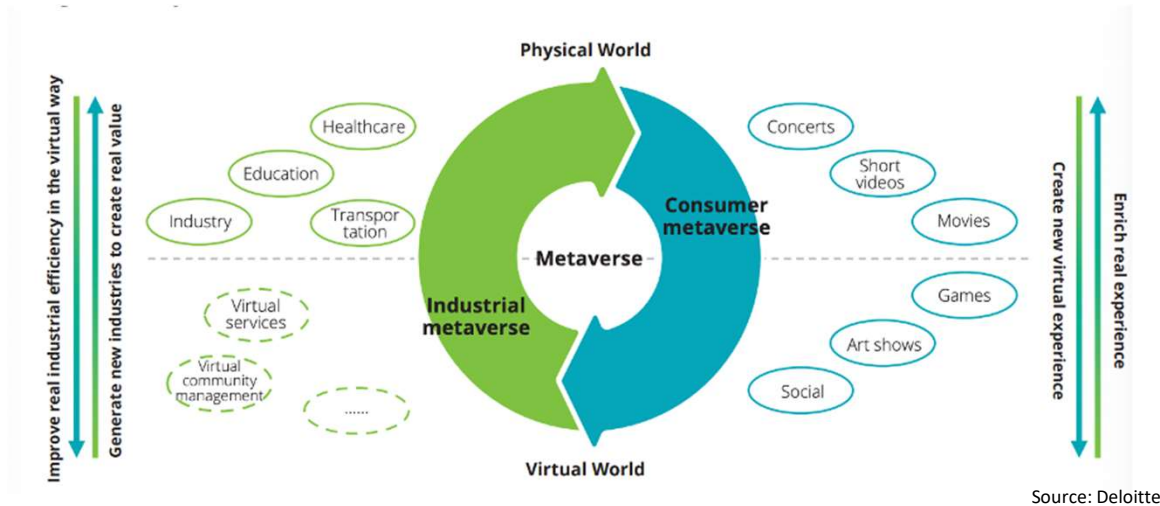 Physical World
Improve real industrial efficiency in the virtual way
Generate new industries to create real value
Healthcare
Education
Industry
Transpor
tation
Virtual
services
Virtual
community
management
......
Industrial
metaverse
Metaverse
Consumer
metaverse
Concerts
Short
videos
Movies
Games
Art shows
Social
Create new virtual experience
Enrich real experience
Virtual World
Source: Deloitte